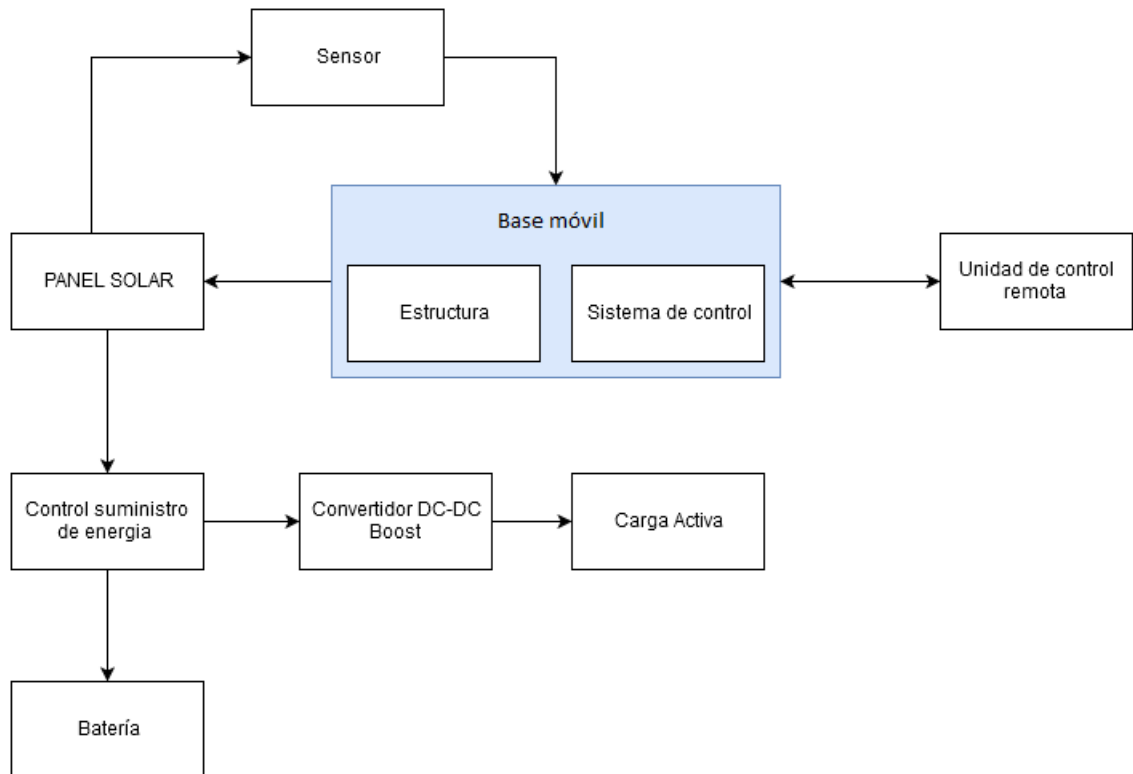 Sensor
Base móvil
PANEL SOLAR
Estructura
Sistema de control
Unidad de control
remota
Control suministro
de energia
Convertidor DC-DC
Boost
Carga Activa
Batería